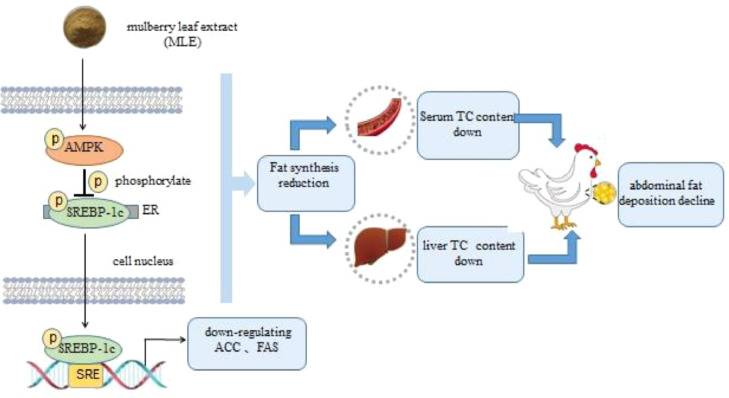 mulberry leaf extract
(MLE)
P
AMPK
P
phosphorylate
P
SREBP-1c
ER
cell nucleus
P
SREBP-1c
SRE
down-regulating
ACC 、 FAS
Fat synthesis
reduction
Serum TC content
down
liver TC content
down
abdominal fat
deposition decline